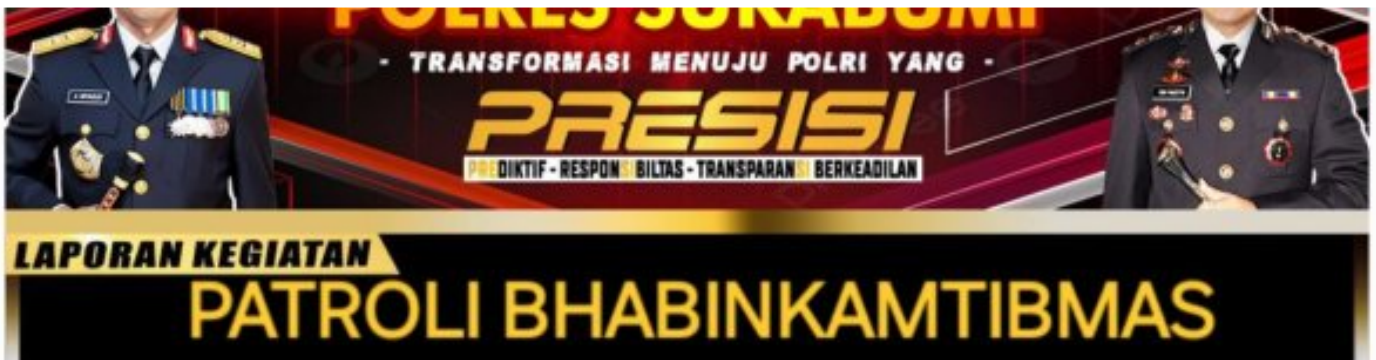 POLRES SUKABUMI
- TRANSFORMASI MENUJU POLRI YANG -
PRESISI
PREDIKTIF - RESPONSIBILTAS - TRANSPARANSI BERKEADILAN
LAPORAN KEGIATAN
PATROLI BHABINKAMTIBMAS